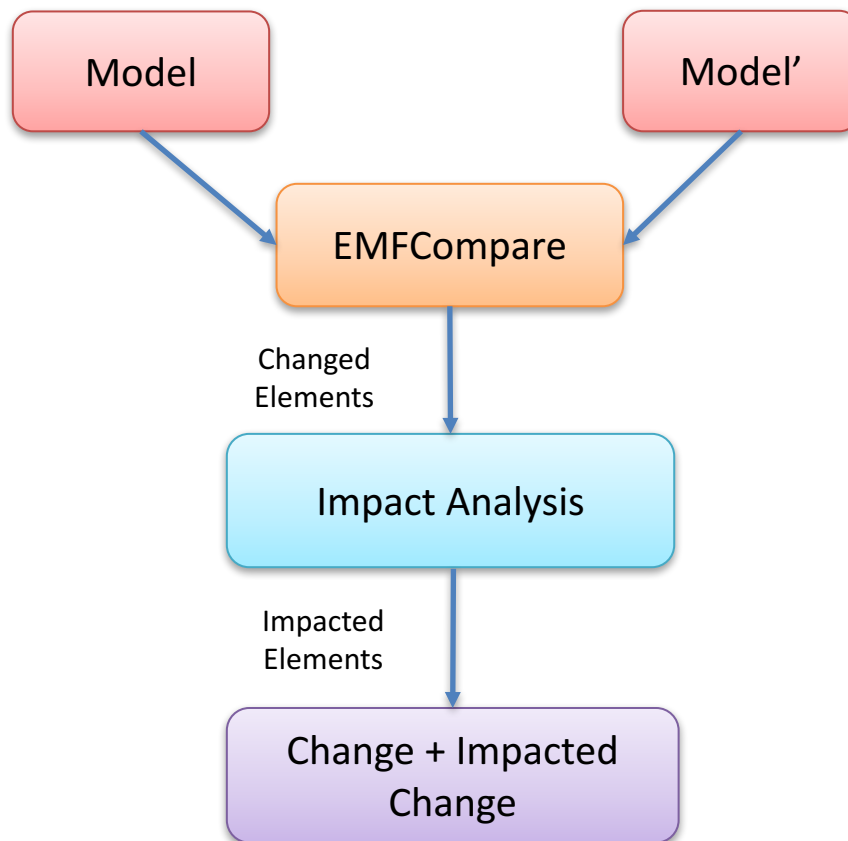 Model
Model’
EMFCompare
Changed
Elements
Impact Analysis
Impacted
Elements
Change + Impacted
Change